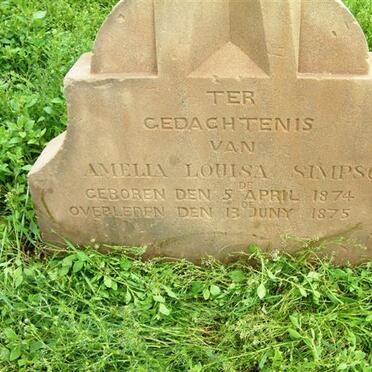 TER
GEDACHTENIS
VAN
AMELIA LOUISA SIMPSO
GEBOREN DEN 5 DE APRIL 1874
OVERLEDEN DEN 13 DE JUNY 1875